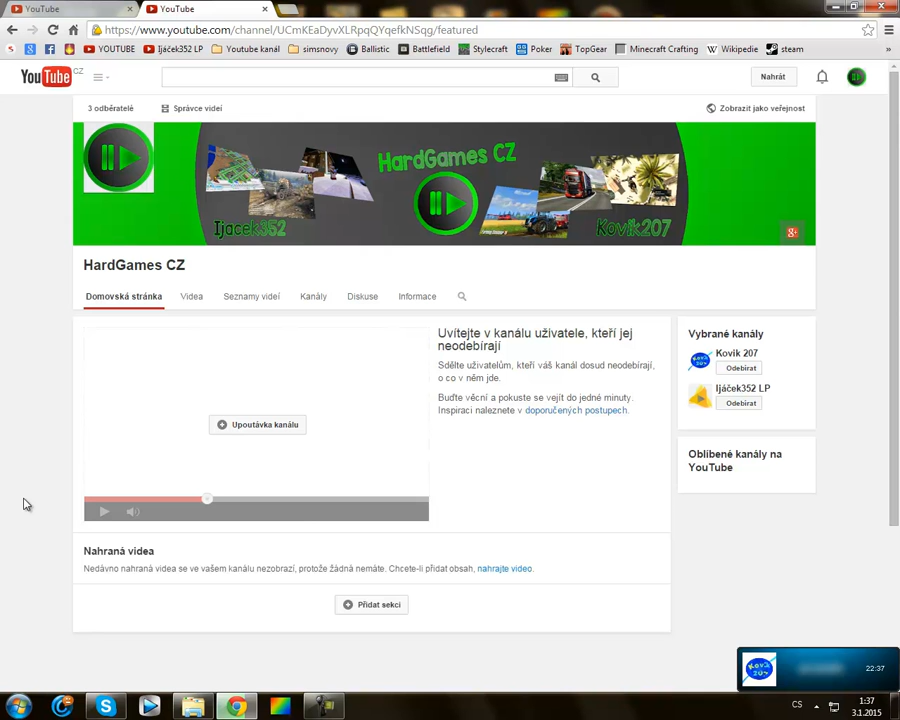 YouTube
YouTube
https://www.youtube.com/channel/UCmKEaDyvXLRpqQYqefkNSqg/featured
YOUTUBE
Ijáček352 LP
Youtube kanál
simsnovy
Ballistic
Battlefield
Stylecraft
Poker
TopGear
Minecraft Crafting
Wikipedie
steam
»
YouTube CZ
Nahrát
3 odběratelé
Správce videí
Zobrazit jako veřejnost
HardGames CZ
Ijacek352
Kovik207
HardGames CZ
Domovská stránka
Videa
Seznamy videí
Kanály
Diskuse
Informace
Uvítejte v kanálu uživatele, kteří jej
neodebírají
Sdělte uživatelům, kteří váš kanál dosud neodebírají,
o co v něm jde.
Buďte věcní a pokuste se vejít do jedné minuty.
Inspiraci naleznete v doporučených postupech.
Upoutávka kanálu
Vybrané kanály
Kovik 207
Odebírat
Ijáček352 LP
Odebírat
Oblíbené kanály na
YouTube
Nahraná videa
Nedávno nahraná videa se ve vašem kanálu nezobrazí, protože žádná nemáte. Chcete-li přidat obsah, nahrajte video.
Přidat sekci
22:37
CS
1:37
3.1.2015